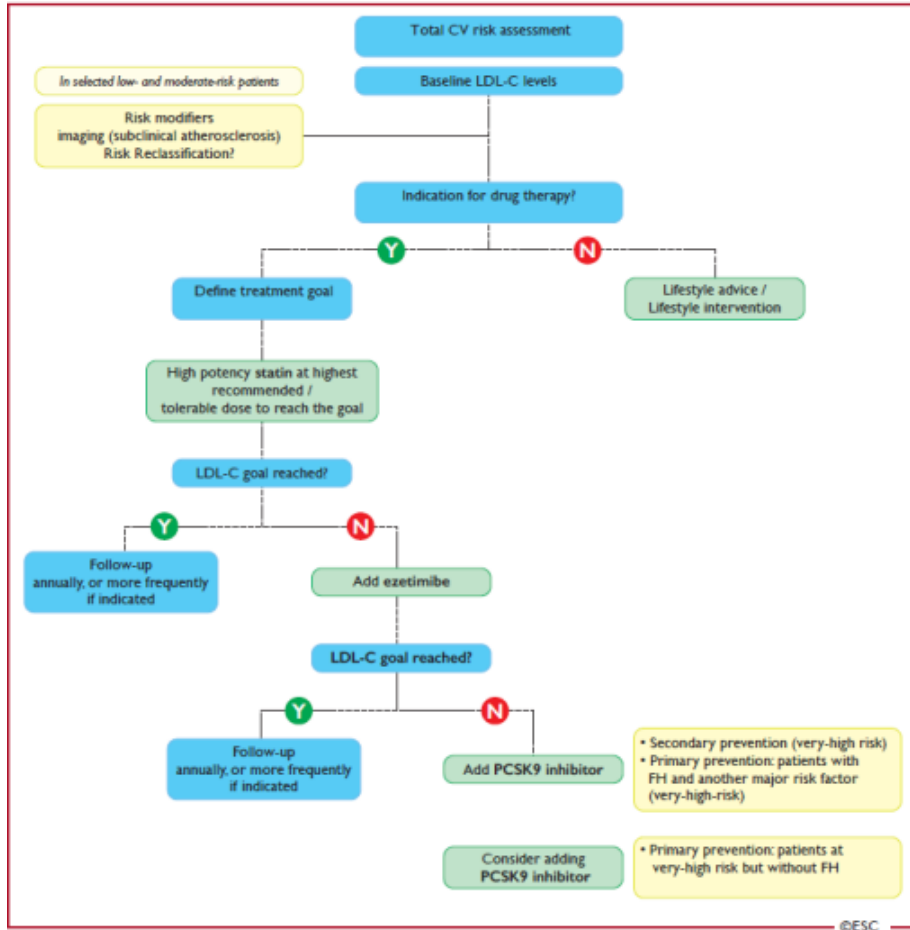 Total CV risk assessment
In selected low- and moderate-risk patients
Baseline LDL-C levels
Risk modifiers
imaging (subclinical atherosclerosis)
Risk Reclassification?
Indication for drug therapy?
Y
N
Define treatment goal
Lifestyle advice /
Lifestyle intervention
High potency statin at highest
recommended /
tolerable dose to reach the goal
LDL-C goal reached?
Y
N
Follow-up
annually, or more frequently
if indicated
Add ezetimibe
LDL-C goal reached?
Y
N
Follow-up
annually, or more frequently
if indicated
Add PCSK9 inhibitor
• Secondary prevention (very-high risk)
• Primary prevention: patients with
FH and another major risk factor
(very-high-risk)
Consider adding
PCSK9 inhibitor
• Primary prevention: patients at
very-high risk but without FH
©ESC